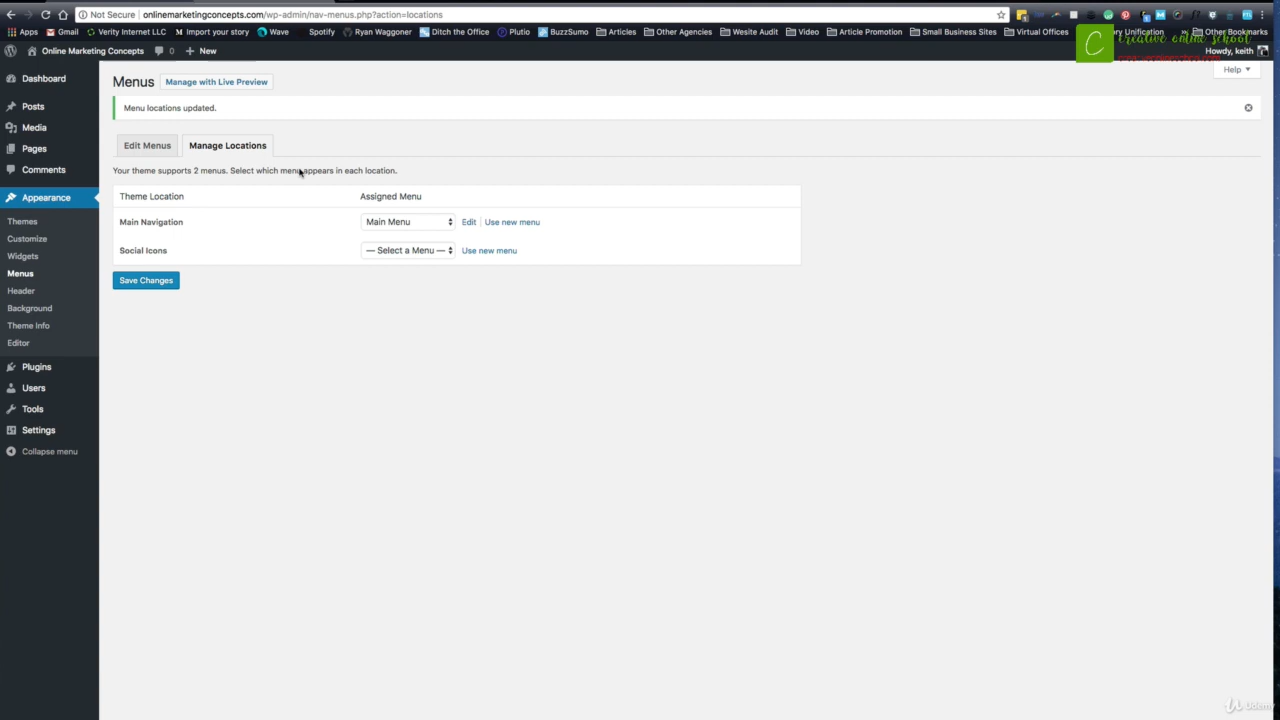 Not Secure onlinemarketingconcepts.com/wp-admin/nav-menus.php?action=locations
Apps Gmail Verity Internet LLC Import your story Wave Spotify Ryan Waggoner Ditch the Office Plutio BuzzSumo Articles Other Agencies Wesite Audit Video Article Promotion Small Business Sites Virtual Offices Unification Other Bookmarks
Online Marketing Concepts 0 New Howdy, keith
C creative online school
Dashboard
Posts
Media
Pages
Comments
Appearance
Themes
Customize
Widgets
Menus
Header
Background
Theme Info
Editor
Plugins
Users
Tools
Settings
Collapse menu
Help
Menus Manage with Live Preview
Menu locations updated.
Edit Menus Manage Locations
Your theme supports 2 menus. Select which menu appears in each location.
Theme Location Assigned Menu
Main Navigation Main Menu Edit Use new menu
Social Icons — Select a Menu — Use new menu
Save Changes
Udemy